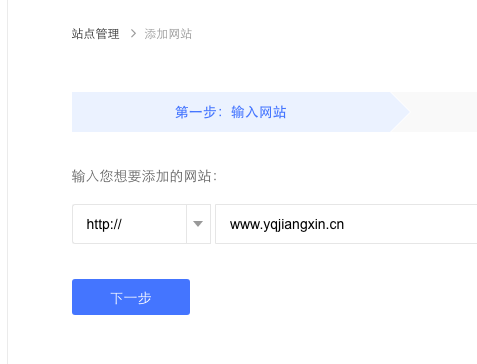 站点管理 > 添加网站
第一步：输入网站
输入您想要添加的网站：
http:// www.yqjiangxin.cn
下一步